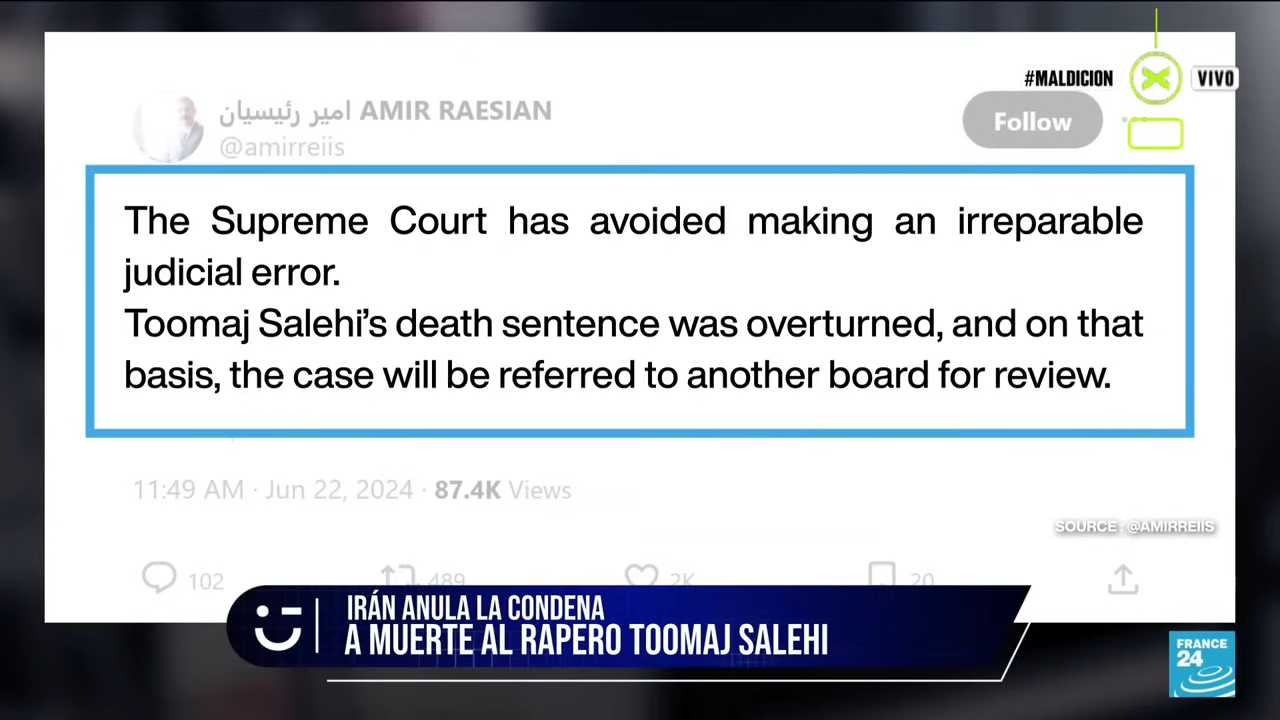 #MALDICION
VIVO
امیر رئیسیان AMIR RAESIAN
@amirreiis
Follow
The Supreme Court has avoided making an irreparable
judicial error.
Toomaj Salehi’s death sentence was overturned, and on that
basis, the case will be referred to another board for review.
11:49 AM · Jun 22, 2024 · 87.4K Views
SOURCE : @AMIRREIIS
102
489
2K
20
IRÁN ANULA LA CONDENA
A MUERTE AL RAPERO TOOMAJ SALEHI
FRANCE
24